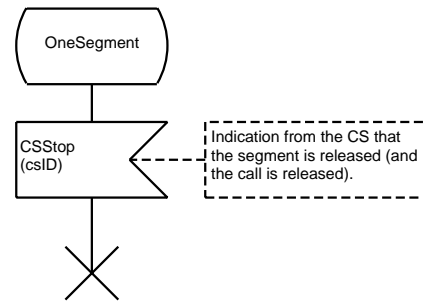 OneSegment
CSStop
(csID)
Indication from the CS that
the segment is released (and
the call is released).